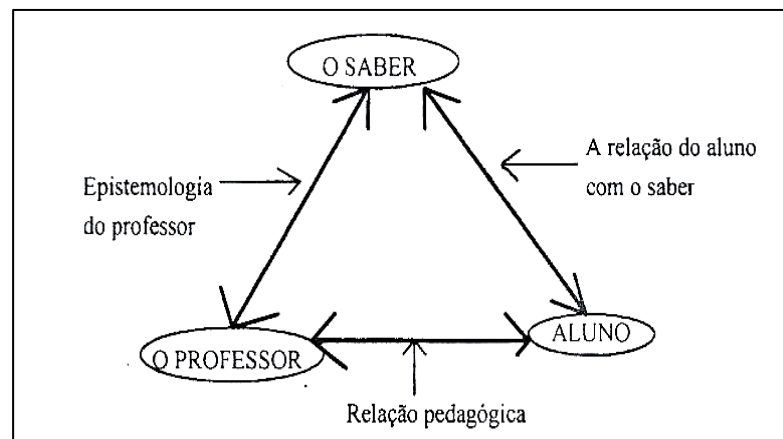 O SABER
A relação do aluno
com o saber
Epistemologia
do professor
O PROFESSOR
ALUNO
Relação pedagógica